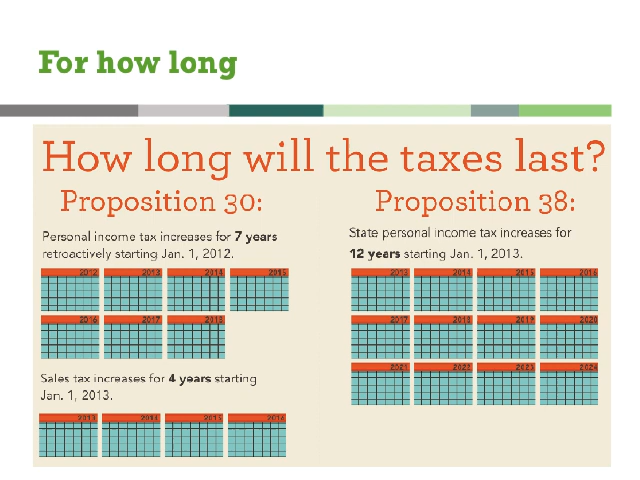 For how long
How long will the taxes last?
Proposition 30:
Personal income tax increases for 7 years
retroactively starting Jan. 1, 2012.
2012 2013 2014 2015
2016 2017 2018
Sales tax increases for 4 years starting
Jan. 1, 2013.
2013 2014 2015 2016
Proposition 38:
State personal income tax increases for
12 years starting Jan. 1, 2013.
2013 2014 2015 2016
2017 2018 2019 2020
2021 2022 2023 2024